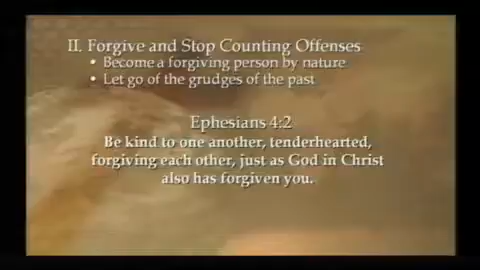 II. Forgive and Stop Counting Offenses
• Become a forgiving person by nature
• Let go of the grudges of the past
Ephesians 4:2
Be kind to one another, tenderhearted,
forgiving each other, just as God in Christ
also has forgiven you.